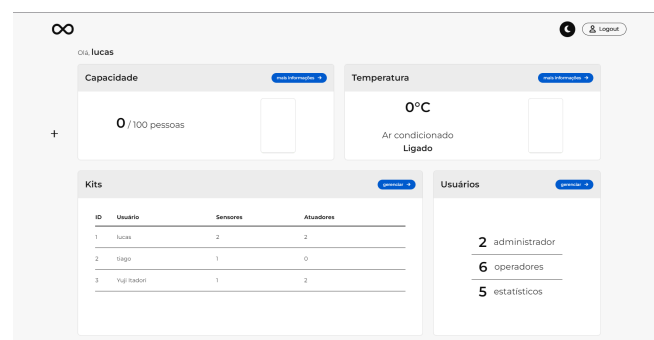 Logout
Olá, lucas
Capacidade
mais informações →
0 / 100 pessoas
Temperatura
mais informações →
0°C
Ar condicionado
Ligado
+
Kits
gerenciar →
ID Usuário Sensores Atuadores
1 lucas 2 2
2 tiago 1 0
3 Yuji Itadori 1 2
Usuários
gerenciar →
2 administrador
6 operadores
5 estatísticos